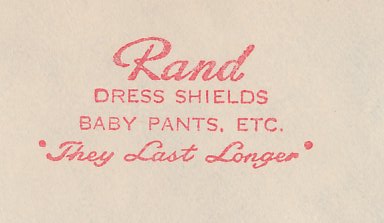 Rand
DRESS SHIELDS
BABY PANTS, ETC.
"They Last Longer"